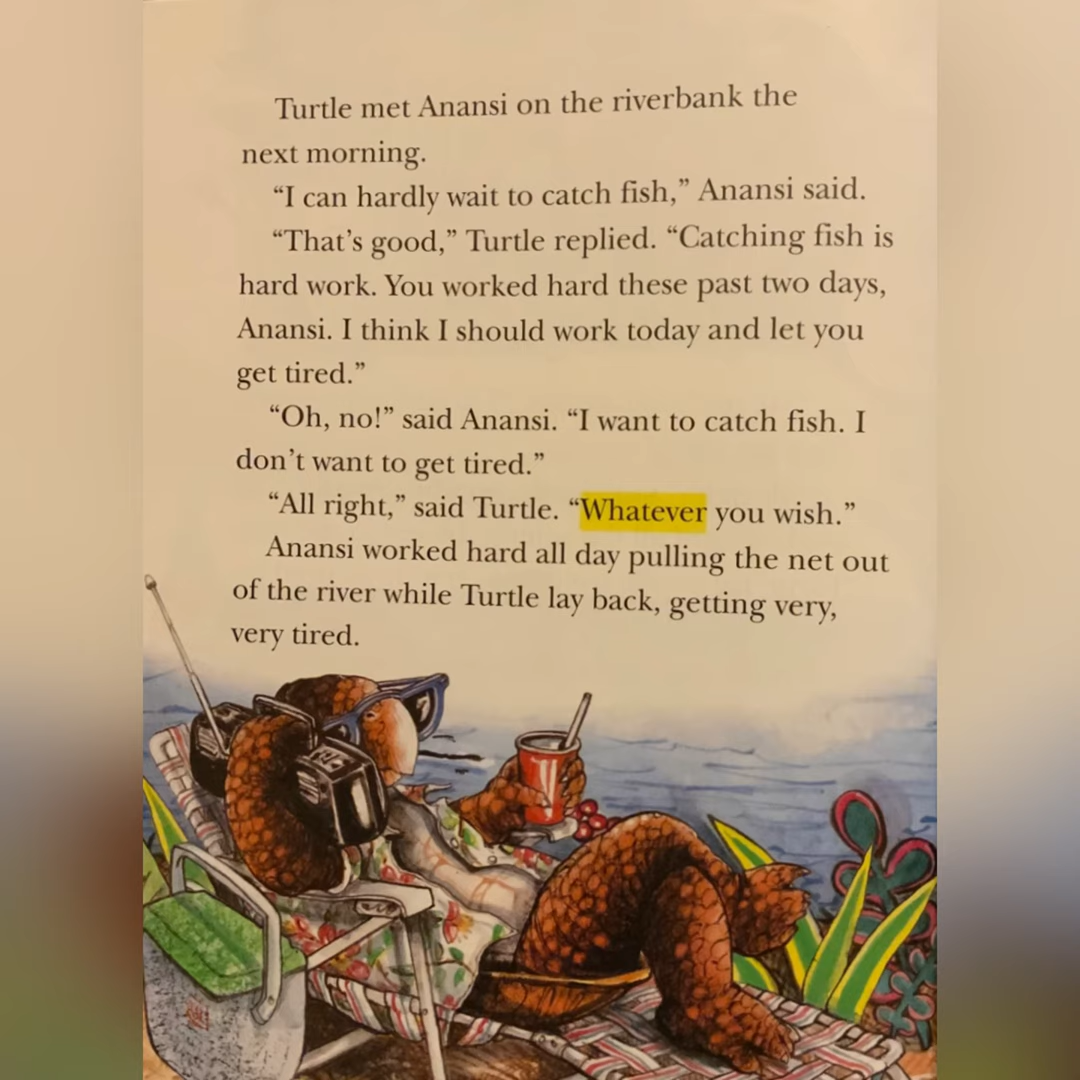 Turtle met Anansi on the riverbank the
next morning.
“I can hardly wait to catch fish,” Anansi said.
“That’s good,” Turtle replied. “Catching fish is
hard work. You worked hard these past two days,
Anansi. I think I should work today and let you
get tired.”
“Oh, no!” said Anansi. “I want to catch fish. I
don’t want to get tired.”
“All right,” said Turtle. “Whatever you wish.”
Anansi worked hard all day pulling the net out
of the river while Turtle lay back, getting very,
very tired.